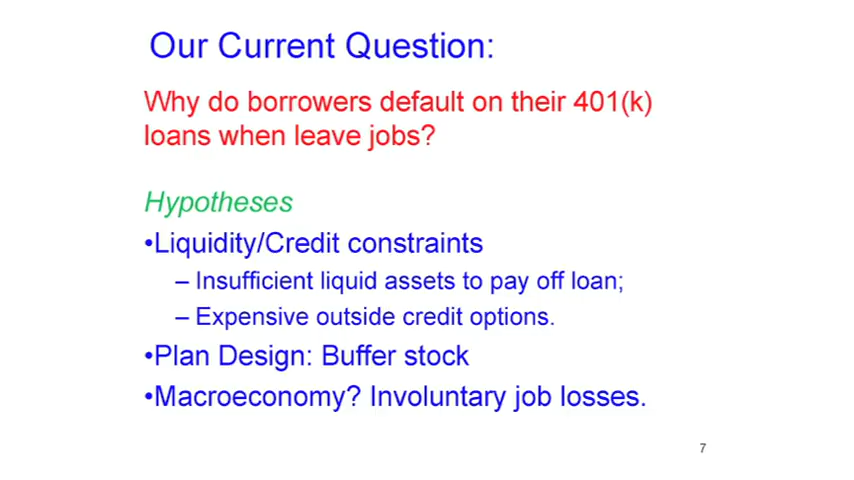 Our Current Question:
Why do borrowers default on their 401(k)
loans when leave jobs?
Hypotheses
•Liquidity/Credit constraints
– Insufficient liquid assets to pay off loan;
– Expensive outside credit options.
•Plan Design: Buffer stock
•Macroeconomy? Involuntary job losses.
7